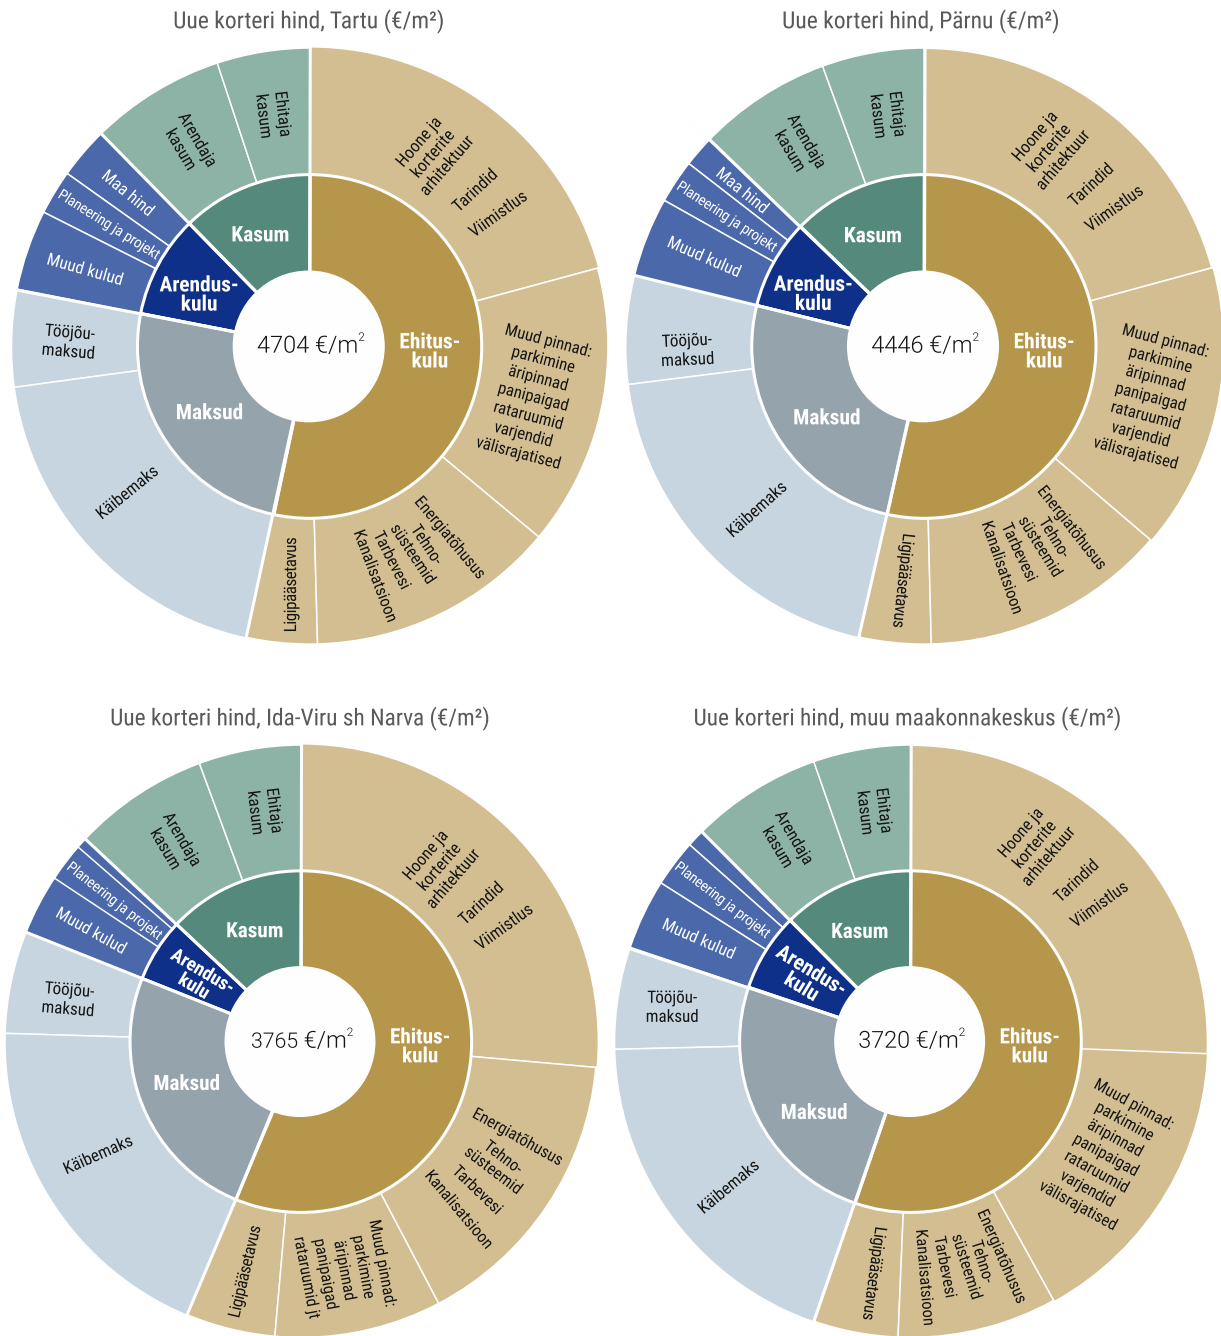 Uue korteri hind, Tartu (€/m²)
Ehitaja
kasum
Arendaja
kasum
Maa hind
Planeering ja projekt
Muud kulud
Tööjõu-
maksud
Käibemaks
Ligipääsetavus
Energiatõhusus
Tehno-
süsteemid
Tarbevesi
Kanalisatsioon
Muud pinnad:
parkimine
äripinnad
panipaigad
rataruumid
varjendid
välisrajatised
Hoone ja
korterite
arhitektuur
Tarindid
Viimistlus
Kasum
Arendus-
kulu
Maksud
Ehitus-
kulu
4704 €/m²
Uue korteri hind, Pärnu (€/m²)
Ehitaja
kasum
Arendaja
kasum
Maa hind
Planeering ja projekt
Muud kulud
Tööjõu-
maksud
Käibemaks
Ligipääsetavus
Energiatõhusus
Tehno-
süsteemid
Tarbevesi
Kanalisatsioon
Muud pinnad:
parkimine
äripinnad
panipaigad
rataruumid
varjendid
välisrajatised
Hoone ja
korterite
arhitektuur
Tarindid
Viimistlus
Kasum
Arendus-
kulu
Maksud
Ehitus-
kulu
4446 €/m²
Uue korteri hind, Ida-Viru sh Narva (€/m²)
Ehitaja
kasum
Arendaja
kasum
Planeering ja projekt
Muud kulud
Tööjõu-
maksud
Käibemaks
Ligipääsetavus
Muud pinnad:
parkimine
äripinnad
panipaigad
rataruumid jt
Energiatõhusus
Tehno-
süsteemid
Tarbevesi
Kanalisatsioon
Hoone ja
korterite
arhitektuur
Tarindid
Viimistlus
Kasum
Arendus-
kulu
Maksud
Ehitus-
kulu
3765 €/m²
Uue korteri hind, muu maakonnakeskus (€/m²)
Ehitaja
kasum
Arendaja
kasum
Planeering ja projekt
Muud kulud
Tööjõu-
maksud
Käibemaks
Ligipääsetavus
Energiatõhusus
Tehno-
süsteemid
Tarbevesi
Kanalisatsioon
Muud pinnad:
parkimine
äripinnad
panipaigad
rataruumid
varjendid
välisrajatised
Hoone ja
korterite
arhitektuur
Tarindid
Viimistlus
Kasum
Arendus-
kulu
Maksud
Ehitus-
kulu
3720 €/m²